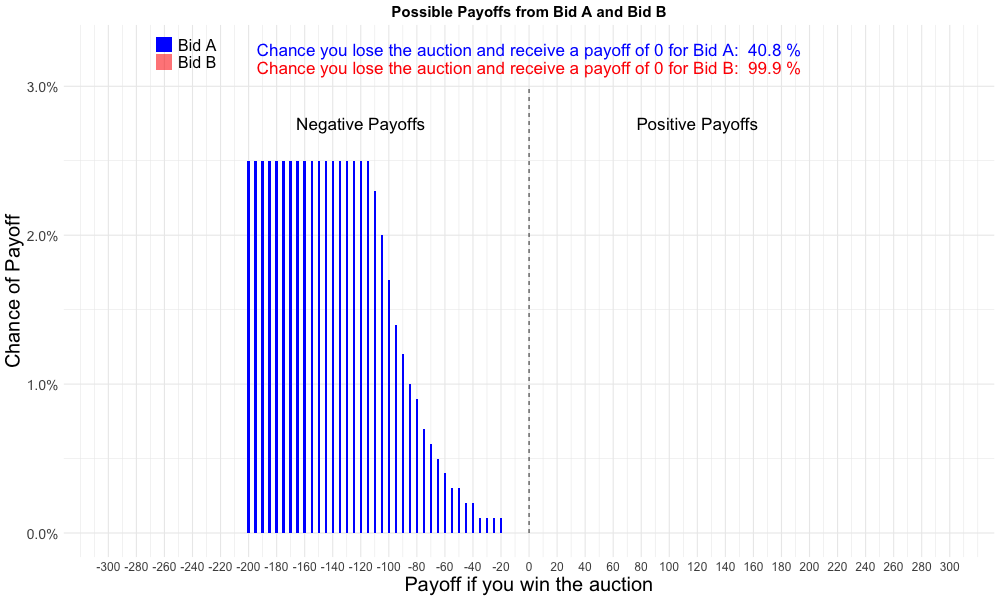 Possible Payoffs from Bid A and Bid B
Bid A
Bid B
Chance you lose the auction and receive a payoff of 0 for Bid A: 40.8 %
Chance you lose the auction and receive a payoff of 0 for Bid B: 99.9 %
Negative Payoffs
Positive Payoffs
Chance of Payoff
3.0%
2.0%
1.0%
0.0%
-300 -280 -260 -240 -220 -200 -180 -160 -140 -120 -100 -80 -60 -40 -20 0 20 40 60 80 100 120 140 160 180 200 220 240 260 280 300
Payoff if you win the auction